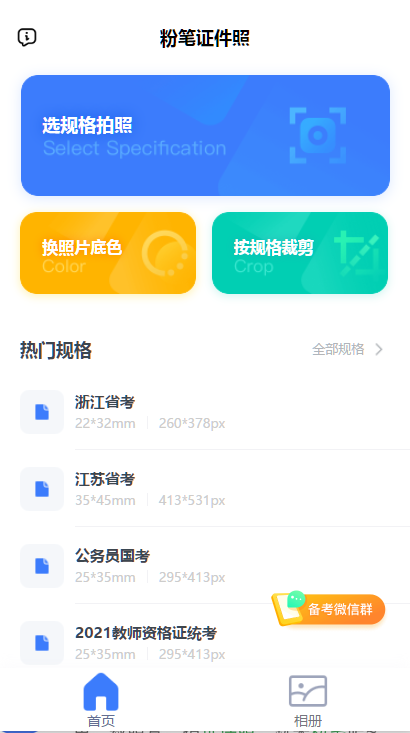 粉笔证件照
选规格拍照
Select Specification
换照片底色
Color
按规格裁剪
Crop
热门规格
全部规格
浙江省考
22*32mm 260*378px
江苏省考
35*45mm 413*531px
公务员国考
25*35mm 295*413px
备考微信群
2021教师资格证统考
25*35mm 295*413px
首页
相册